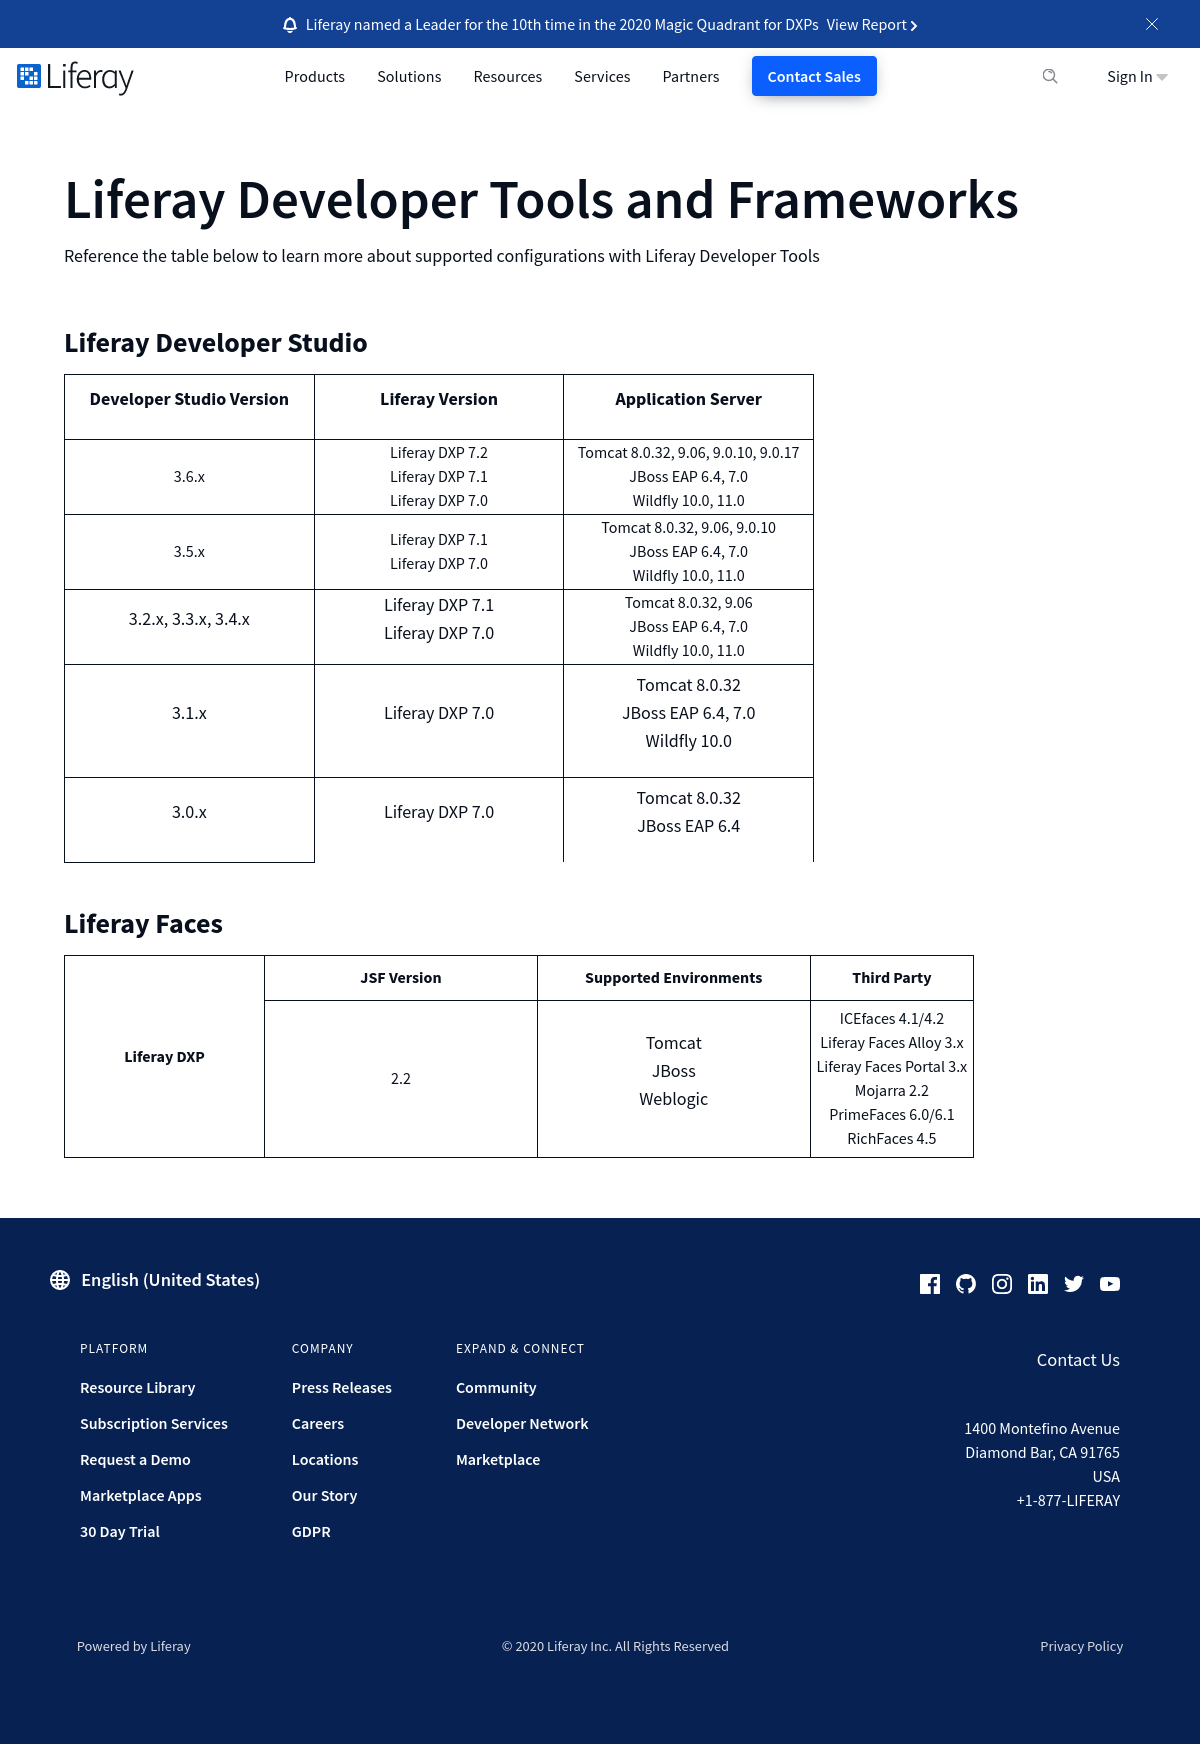 Liferay named a Leader for the 10th time in the 2020 Magic Quadrant for DXPs View Report
Liferay
Products Solutions Resources Services Partners Contact Sales Sign In
Liferay Developer Tools and Frameworks
Reference the table below to learn more about supported configurations with Liferay Developer Tools
Liferay Developer Studio
Developer Studio Version Liferay Version Application Server
3.6.x
Liferay DXP 7.2
Liferay DXP 7.1
Liferay DXP 7.0
Tomcat 8.0.32, 9.06, 9.0.10, 9.0.17
JBoss EAP 6.4, 7.0
Wildfly 10.0, 11.0
3.5.x
Liferay DXP 7.1
Liferay DXP 7.0
Tomcat 8.0.32, 9.06, 9.0.10
JBoss EAP 6.4, 7.0
Wildfly 10.0, 11.0
3.2.x, 3.3.x, 3.4.x
Liferay DXP 7.1
Liferay DXP 7.0
Tomcat 8.0.32, 9.06
JBoss EAP 6.4, 7.0
Wildfly 10.0, 11.0
3.1.x
Liferay DXP 7.0
Tomcat 8.0.32
JBoss EAP 6.4, 7.0
Wildfly 10.0
3.0.x
Liferay DXP 7.0
Tomcat 8.0.32
JBoss EAP 6.4
Liferay Faces
Liferay DXP
JSF Version Supported Environments Third Party
2.2
Tomcat
JBoss
Weblogic
ICEfaces 4.1/4.2
Liferay Faces Alloy 3.x
Liferay Faces Portal 3.x
Mojarra 2.2
PrimeFaces 6.0/6.1
RichFaces 4.5
English (United States)
PLATFORM
Resource Library
Subscription Services
Request a Demo
Marketplace Apps
30 Day Trial
COMPANY
Press Releases
Careers
Locations
Our Story
GDPR
EXPAND & CONNECT
Community
Developer Network
Marketplace
Contact Us
1400 Montefino Avenue
Diamond Bar, CA 91765
USA
+1-877-LIFERAY
Powered by Liferay © 2020 Liferay Inc. All Rights Reserved Privacy Policy